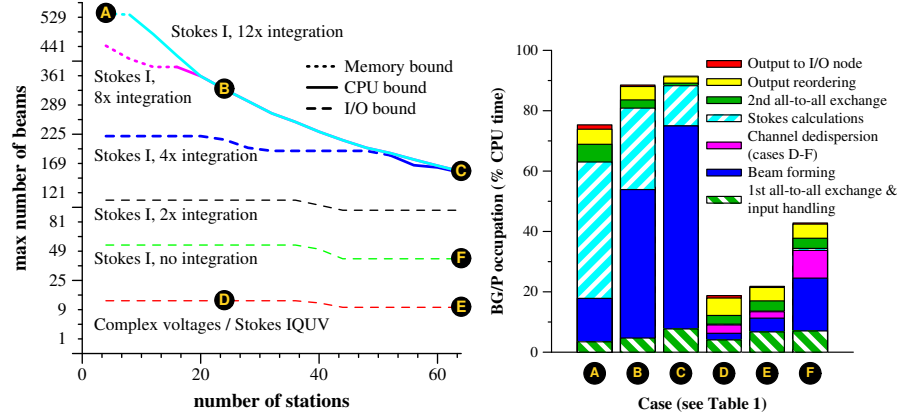 max number of beams
529
441
361
289
225
169
121
81
49
25
9
1
A
Stokes I, 12x integration
Memory bound
CPU bound
I/O bound
Stokes I,
8x integration
B
Stokes I, 4x integration
C
Stokes I, 2x integration
Stokes I, no integration
F
D
E
Complex voltages / Stokes IQUV
0
20
40
60
number of stations
BG/P occupation (% CPU time)
100
80
60
40
20
0
Output to I/O node
Output reordering
2nd all-to-all exchange
Stokes calculations
Channel dedispersion
(cases D-F)
Beam forming
1st all-to-all exchange &
input handling
A
B
C
D
E
F
Case (see Table 1)